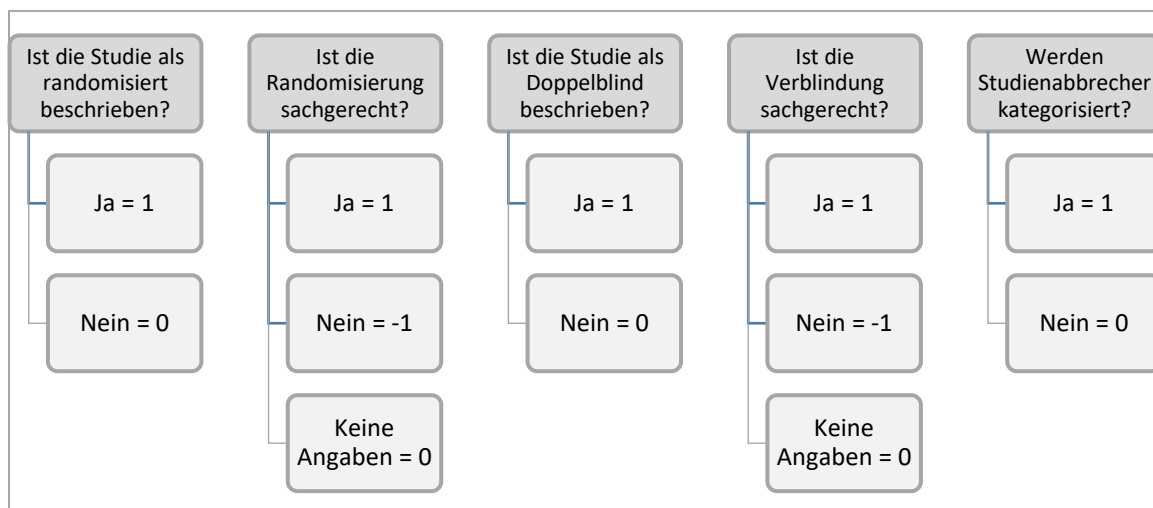 Ist die Studie als
randomisiert
beschrieben?
Ja = 1
Nein = 0
Ist die
Randomisierung
sachgerecht?
Ja = 1
Nein = -1
Keine
Angaben = 0
Ist die Studie als
Doppelblind
beschrieben?
Ja = 1
Nein = 0
Ist die
Verblindung
sachgerecht?
Ja = 1
Nein = -1
Keine
Angaben = 0
Werden
Studienabbrecher
kategorisiert?
Ja = 1
Nein = 0